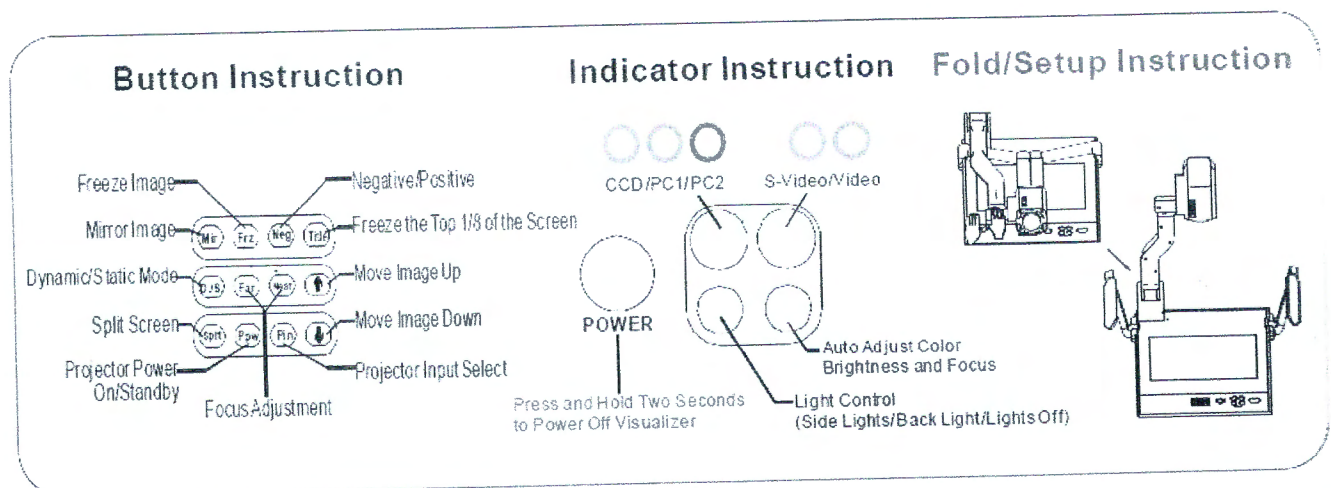 Button Instruction
Indicator Instruction
Fold/Setup Instruction
CCD/PC1/PC2
S-Video/Video
Freeze Image
Negative/Positive
Mirror Image
Mir Frz Neg Title
Freeze the Top 1/8 of the Screen
Dynamic/Static Mode
D./S. Far Near
Move Image Up
Split Screen
Split Ppw Pin
Move Image Down
POWER
Projector Power
On/Standby
Projector Input Select
Focus Adjustment
Auto Adjust Color
Brightness and Focus
Press and Hold Two Seconds
to Power Off Visualizer
Light Control
(Side Lights/Back Light/Lights Off)